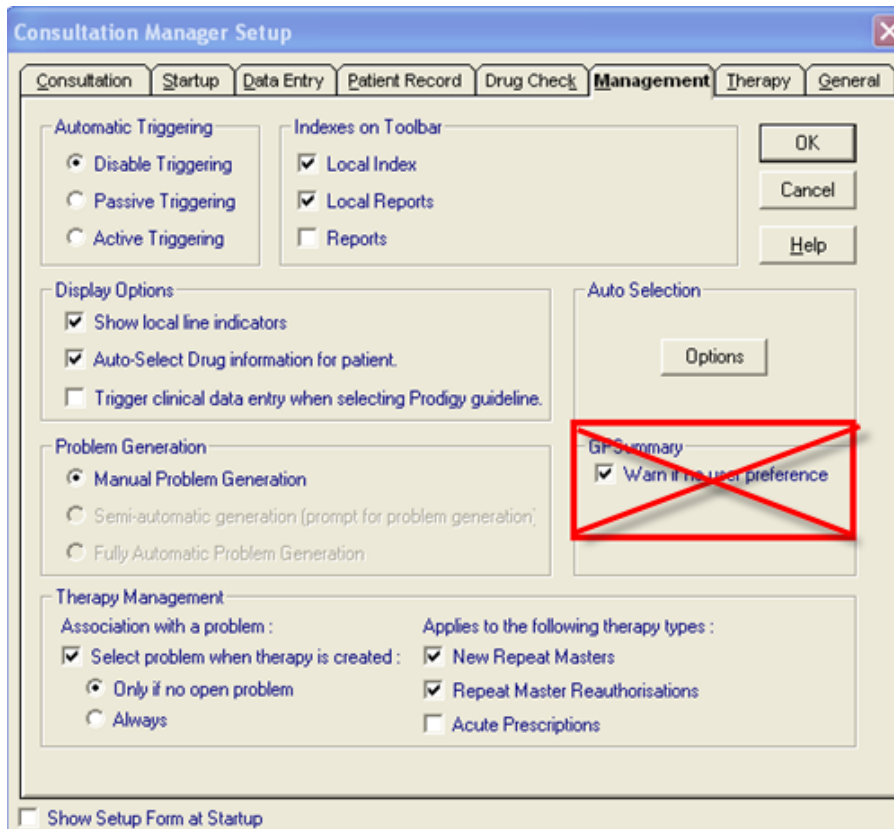 Consultation Manager Setup
Consultation Startup Data Entry Patient Record Drug Check Management Therapy General
Automatic Triggering
Disable Triggering
Passive Triggering
Active Triggering
Indexes on Toolbar
Local Index
Local Reports
Reports
OK
Cancel
Help
Display Options
Show local line indicators
Auto-Select Drug information for patient.
Trigger clinical data entry when selecting Prodigy guideline.
Auto Selection
Options
Problem Generation
Manual Problem Generation
Semi-automatic generation (prompt for problem generation)
Fully Automatic Problem Generation
GPSummary
Warn if no user preference
Therapy Management
Association with a problem :
Select problem when therapy is created :
Only if no open problem
Always
Applies to the following therapy types :
New Repeat Masters
Repeat Master Reauthorisations
Acute Prescriptions
Show Setup Form at Startup